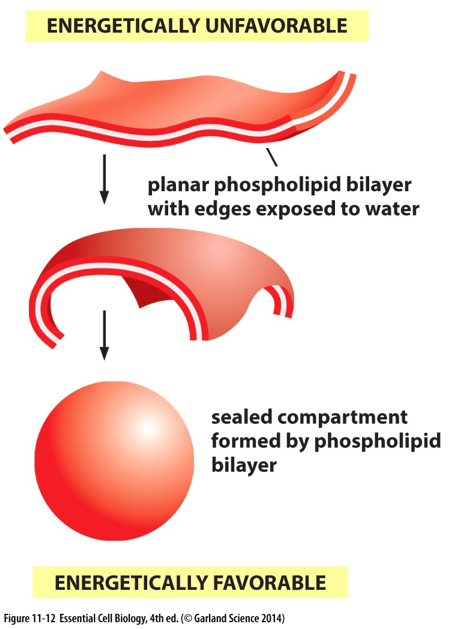 ENERGETICALLY UNFAVORABLE
planar phospholipid bilayer
with edges exposed to water
sealed compartment
formed by phospholipid
bilayer
ENERGETICALLY FAVORABLE
Figure 11-12 Essential Cell Biology, 4th ed. (© Garland Science 2014)